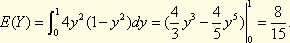 E(Y) = ∫₀¹ 4y²(1−y²)dy = (4/3 y³ − 4/5 y⁵)|₀¹ = 8/15.